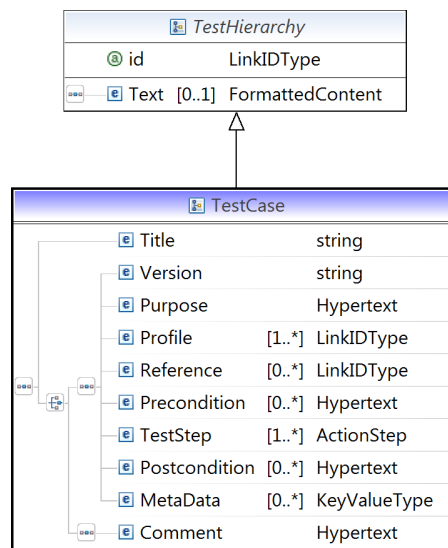 TestHierarchy
id LinkIDType
Text [0..1] FormattedContent
TestCase
Title string
Version string
Purpose Hypertext
Profile [1..*] LinkIDType
Reference [0..*] LinkIDType
Precondition [0..*] Hypertext
TestStep [1..*] ActionStep
Postcondition [0..*] Hypertext
MetaData [0..*] KeyValueType
Comment Hypertext